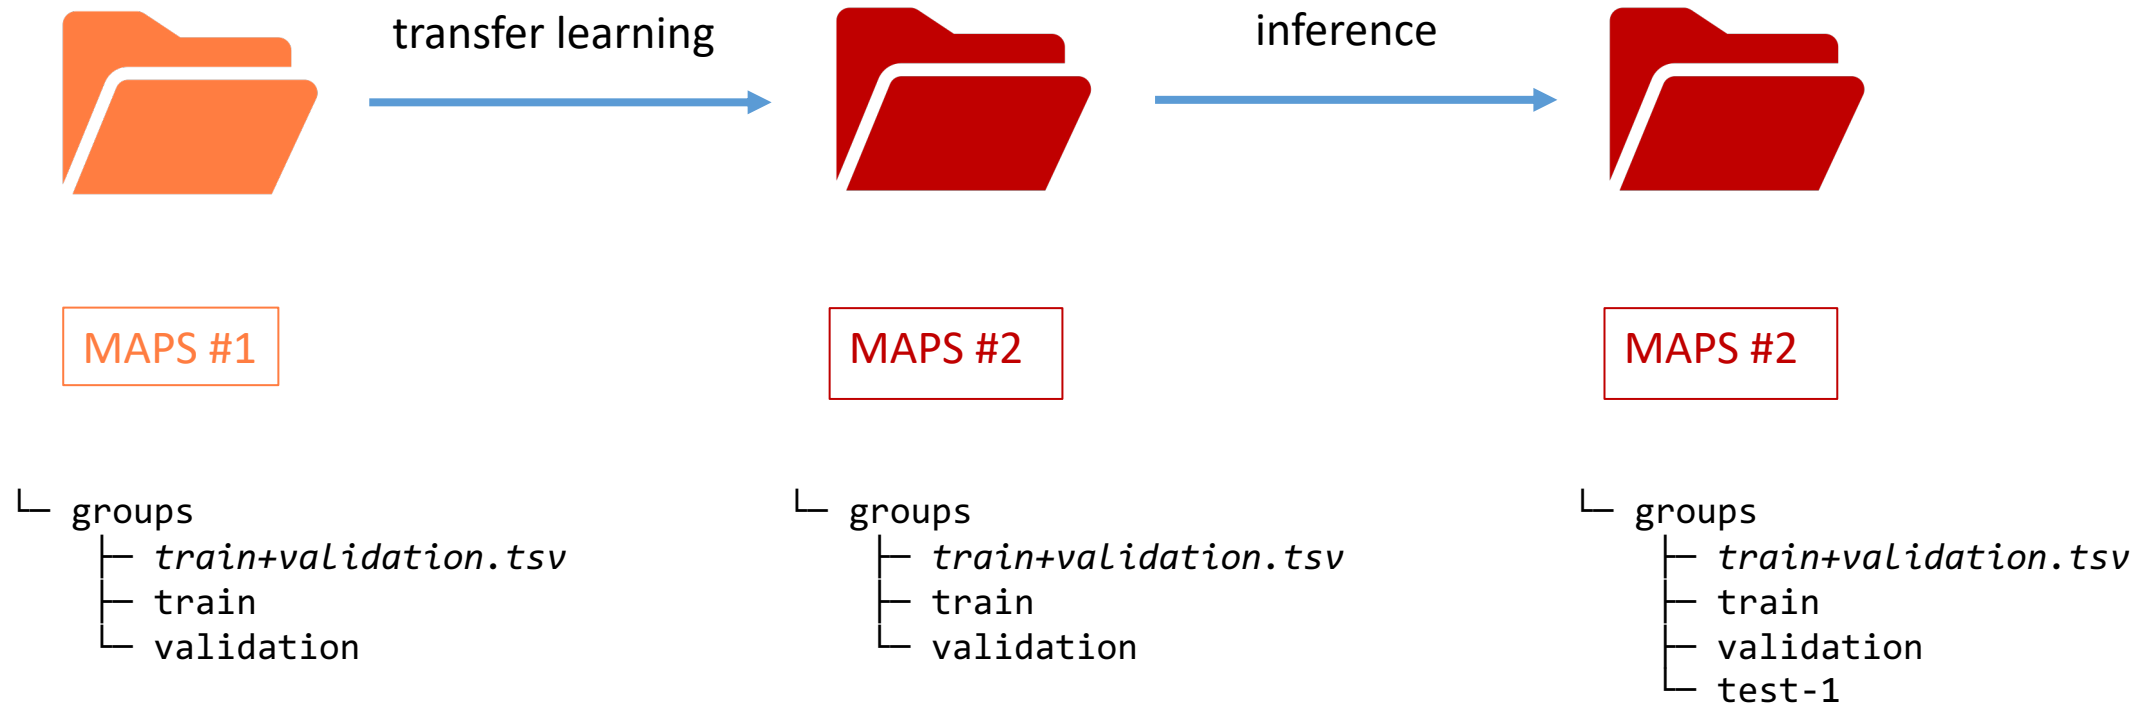 transfer learning
inference
MAPS #1
MAPS #2
MAPS #2
└─ groups
├─ train+validation.tsv
├─ train
└─ validation
└─ groups
├─ train+validation.tsv
├─ train
└─ validation
└─ groups
├─ train+validation.tsv
├─ train
├─ validation
└─ test-1